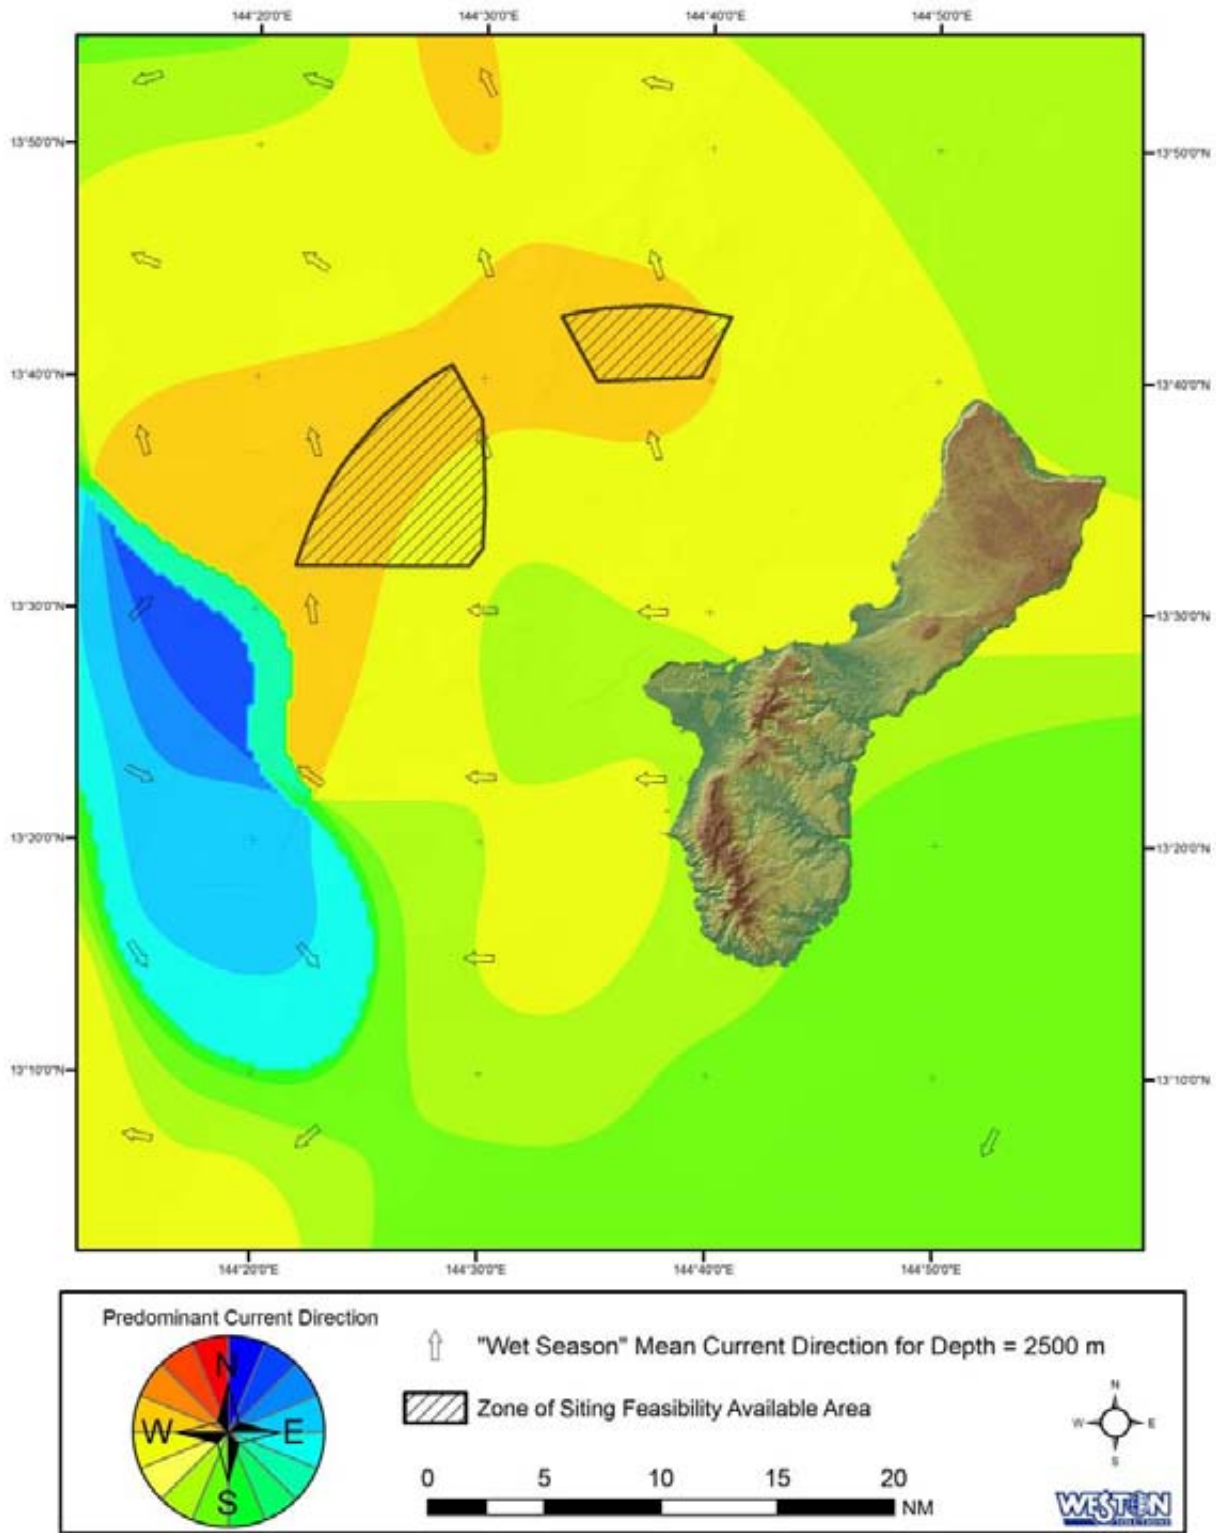 144°20'0"E 144°30'0"E 144°40'0"E 144°50'0"E
13°50'0"N 13°50'0"N
13°40'0"N 13°40'0"N
13°30'0"N 13°30'0"N
13°20'0"N 13°20'0"N
13°10'0"N 13°10'0"N
144°20'0"E 144°30'0"E 144°40'0"E 144°50'0"E
Predominant Current Direction
N
W E
S
"Wet Season" Mean Current Direction for Depth = 2500 m
Zone of Siting Feasibility Available Area
0 5 10 15 20
NM
N
W E
S
WESTON
SOLUTIONS